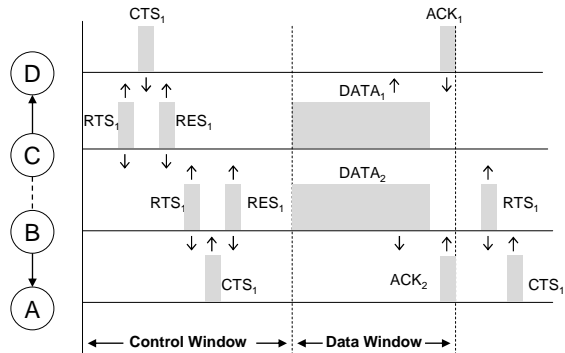 CTS₁ ACK₁
D
DATA₁
RTS₁ RES₁
C
DATA₂
RTS₁ RES₁ RTS₁
B
CTS₁ ACK₂ CTS₁
A
Control Window Data Window